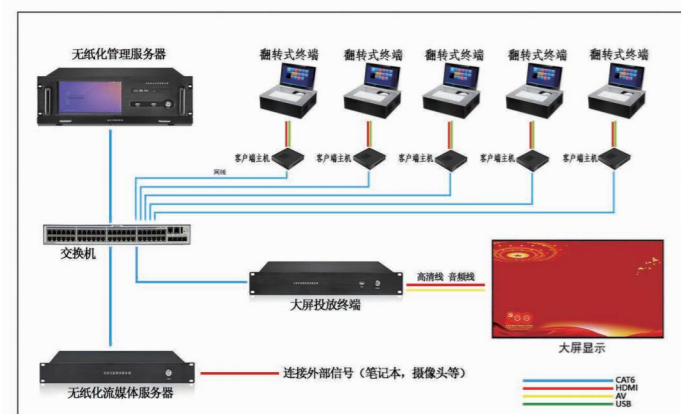 无纸化管理服务器
翻转式终端
翻转式终端
翻转式终端
翻转式终端
翻转式终端
客户端主机
客户端主机
客户端主机
客户端主机
客户端主机
网线
交换机
高清线 音频线
大屏投放终端
大屏显示
连接外部信号（笔记本，摄像头等）
无纸化流媒体服务器
CAT6
HDMI
AV
USB